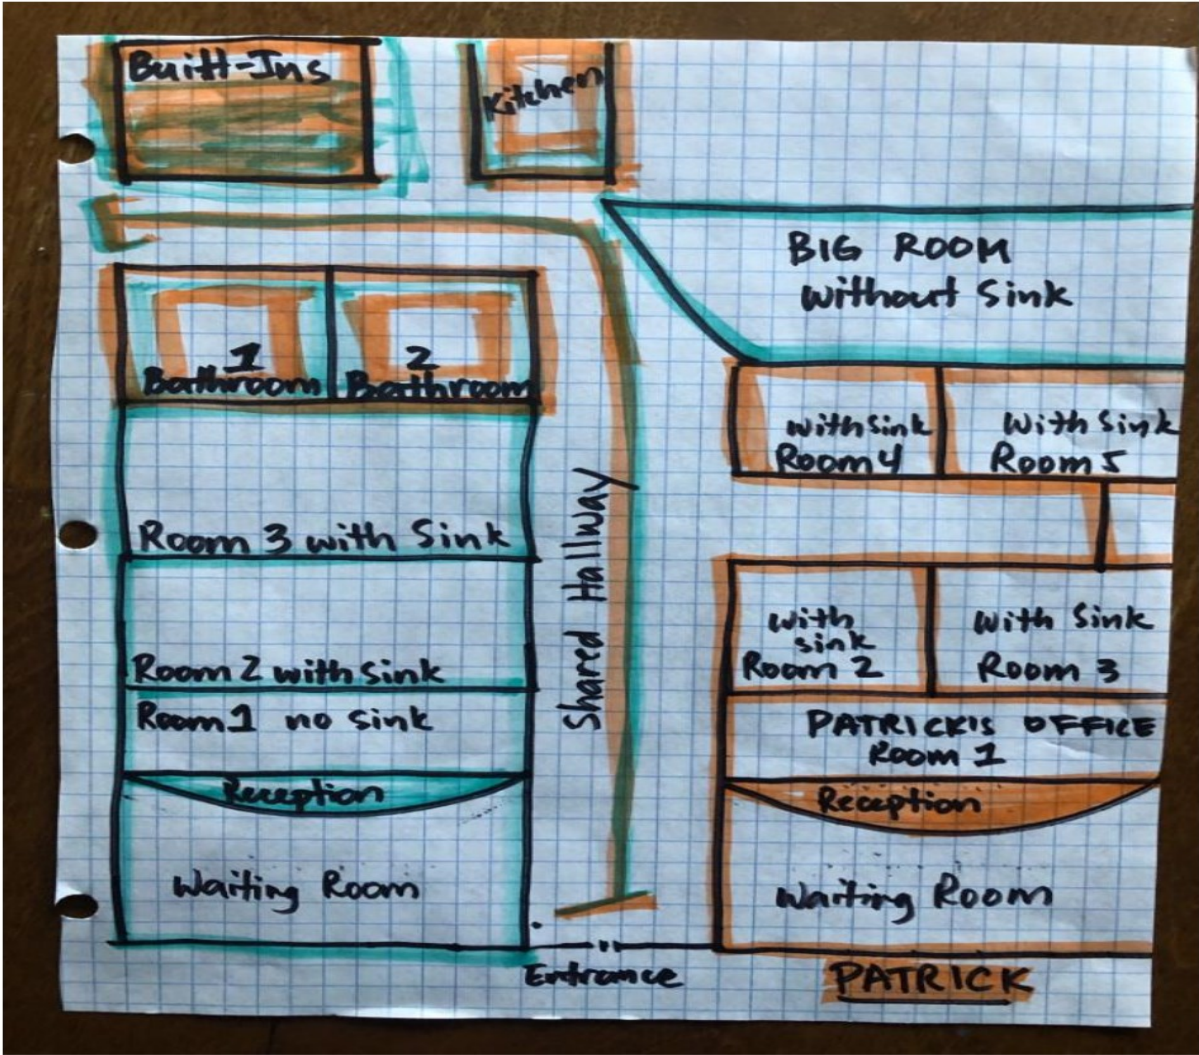 Built-Ins
Kitchen
BIG ROOM
without Sink
1
Bathroom
2
Bathroom
with sink
Room 4
With Sink
Room 5
Room 3 with Sink
Shared Hallway
with
sink
Room 2
With Sink
Room 3
Room 2 with sink
Room 1 no sink
PATRICK'S OFFICE
Room 1
Reception
Reception
Waiting Room
Waiting Room
Entrance
PATRICK